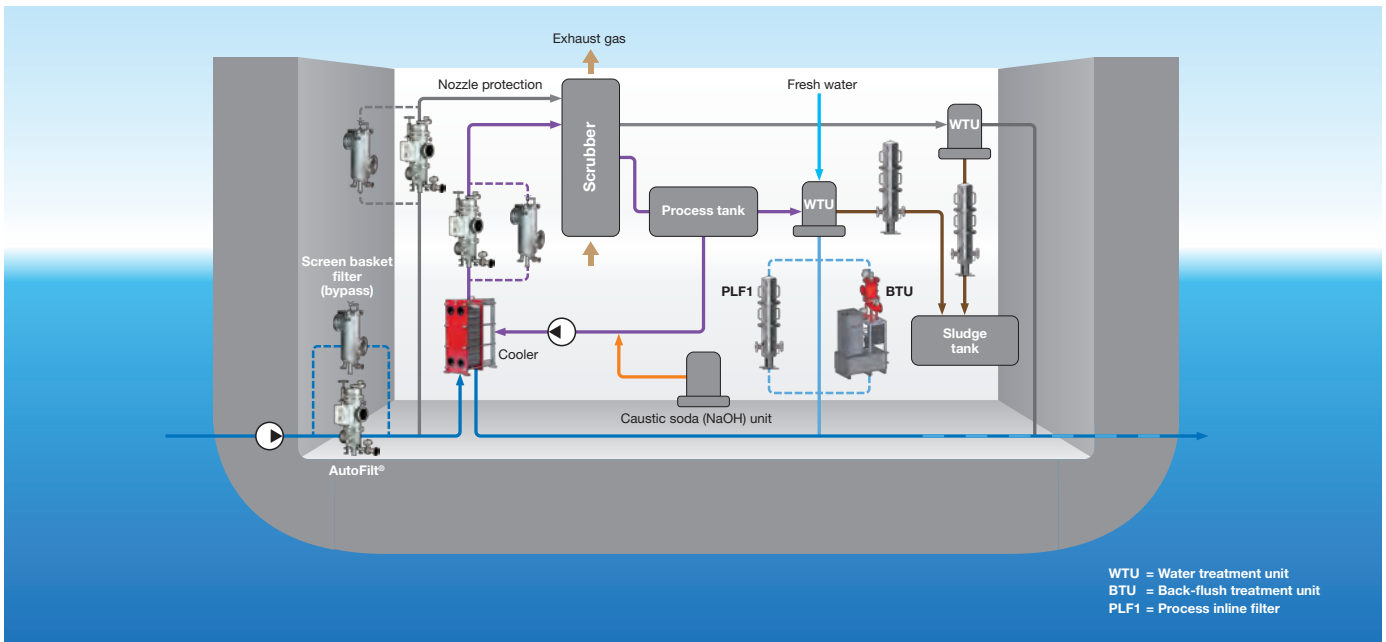 Exhaust gas
Nozzle protection
Fresh water
WTU
Scrubber
Process tank
WTU
Screen basket
filter
(bypass)
PLF1
BTU
Sludge
tank
Cooler
Caustic soda (NaOH) unit
AutoFilt®
WTU = Water treatment unit
BTU = Back-flush treatment unit
PLF1 = Process inline filter